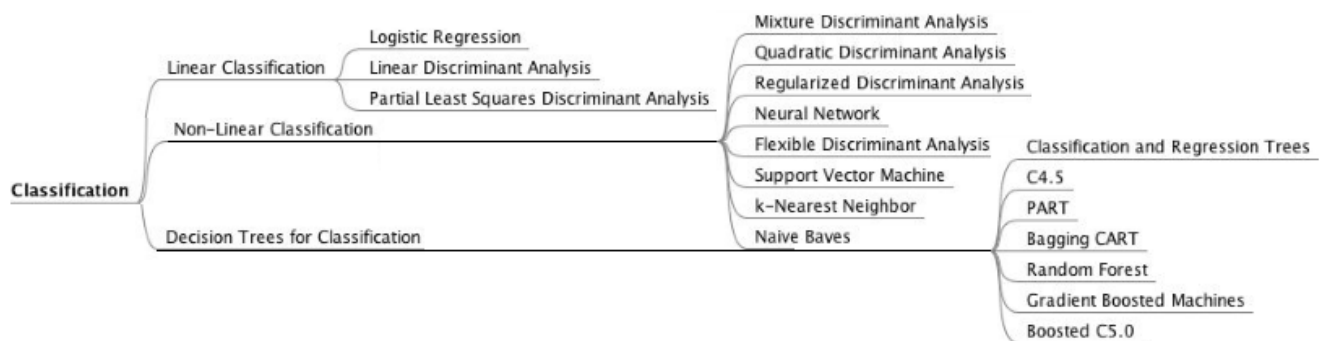 Classification
Linear Classification
Logistic Regression
Linear Discriminant Analysis
Partial Least Squares Discriminant Analysis
Non-Linear Classification
Mixture Discriminant Analysis
Quadratic Discriminant Analysis
Regularized Discriminant Analysis
Neural Network
Flexible Discriminant Analysis
Support Vector Machine
k-Nearest Neighbor
Naive Baves
Decision Trees for Classification
Classification and Regression Trees
C4.5
PART
Bagging CART
Random Forest
Gradient Boosted Machines
Boosted C5.0